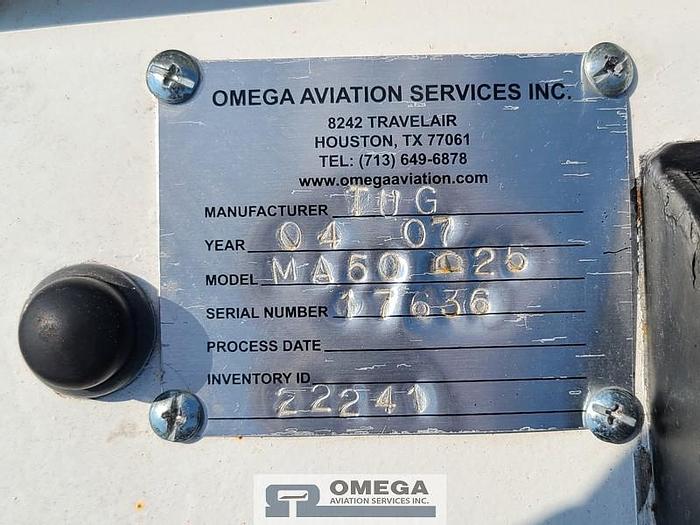 OMEGA AVIATION SERVICES INC.
8242 TRAVELAIR
HOUSTON, TX 77061
TEL: (713) 649-6878
www.omegaaviation.com
MANUFACTURER TUG
YEAR 04 07
MODEL MA50 25
SERIAL NUMBER 17636
PROCESS DATE
INVENTORY ID
22241
OMEGA
AVIATION SERVICES INC.